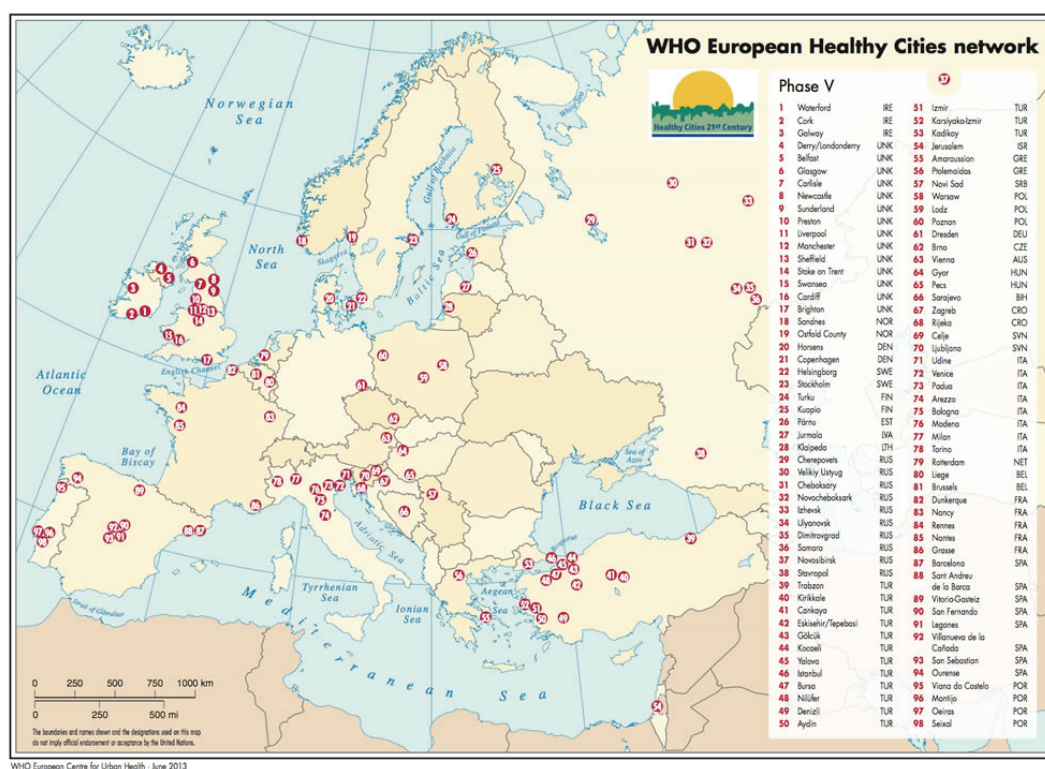 WHO European Healthy Cities network
Healthy Cities 21st Century
Phase V
37
1 Waterford IRE
2 Cork IRE
3 Galway IRE
4 Derry/Londonderry UNK
5 Belfast UNK
6 Glasgow UNK
7 Carlisle UNK
8 Newcastle UNK
9 Sunderland UNK
10 Preston UNK
11 Liverpool UNK
12 Manchester UNK
13 Sheffield UNK
14 Stoke on Trent UNK
15 Swansea UNK
16 Cardiff UNK
17 Brighton UNK
18 Sandnes NOR
19 Ostfold County NOR
20 Horsens DEN
21 Copenhagen DEN
22 Helsingborg SWE
23 Stockholm SWE
24 Turku FIN
25 Kuopio FIN
26 Pärnu EST
27 Jurmala LVA
28 Klaipeda LTH
29 Cherepovets RUS
30 Velikiy Ustyug RUS
31 Cheboksary RUS
32 Novocheboksark RUS
33 Izhevsk RUS
34 Ulyanovsk RUS
35 Dimitrovgrad RUS
36 Samara RUS
37 Novosibirsk RUS
38 Stavropol RUS
39 Trabzon TUR
40 Kirikkale TUR
41 Cankaya TUR
42 Eskisehir/Tepebasi TUR
43 Gölcük TUR
44 Kocaeli TUR
45 Yalova TUR
46 Istanbul TUR
47 Bursa TUR
48 Nilüfer TUR
49 Denizli TUR
50 Aydin TUR
51 Izmir TUR
52 Karsiyaka-Izmir TUR
53 Kadikoy TUR
54 Jerusalem ISR
55 Amaroussion GRE
56 Ptolemaidas GRE
57 Novi Sad SRB
58 Warsaw POL
59 Lodz POL
60 Poznan POL
61 Dresden DEU
62 Brno CZE
63 Vienna AUS
64 Gyor HUN
65 Pecs HUN
66 Sarajevo BIH
67 Zagreb CRO
68 Rijeka CRO
69 Celje SVN
70 Ljubljana SVN
71 Udine ITA
72 Venice ITA
73 Padua ITA
74 Arezzo ITA
75 Bologna ITA
76 Modena ITA
77 Milan ITA
78 Torino ITA
79 Rotterdam NET
80 Liege BEL
81 Brussels BEL
82 Dunkerque FRA
83 Nancy FRA
84 Rennes FRA
85 Nantes FRA
86 Grasse FRA
87 Barcelona SPA
88 Sant Andreu
de la Barca SPA
89 Vitoria-Gasteiz SPA
90 San Fernando SPA
91 Leganes SPA
92 Villanueva de la
Cañada SPA
93 San Sebastian SPA
94 Ourense SPA
95 Viana do Castelo POR
96 Montijo POR
97 Oeiras POR
98 Seixal POR
Norwegian
Sea
White Sea
Gulf of Bothnia
Gulf of Finland
North
Sea
Skagerra
Baltic Sea
English Channel
Atlantic
Ocean
Bay of
Biscay
Sea of
Azov
Black Sea
Bosporus
Adriatic Sea
Tyrrhenian
Sea
Ionian
Sea
Aegean
Sea
Strait of Gibraltar
Mediterranean Sea
0 250 500 750 1000 km
0 250 500 mi
The boundaries and names shown and the designations used on this map
do not imply official endorsement or acceptance by the United Nations.
WHO European Centre for Urban Health - June 2013